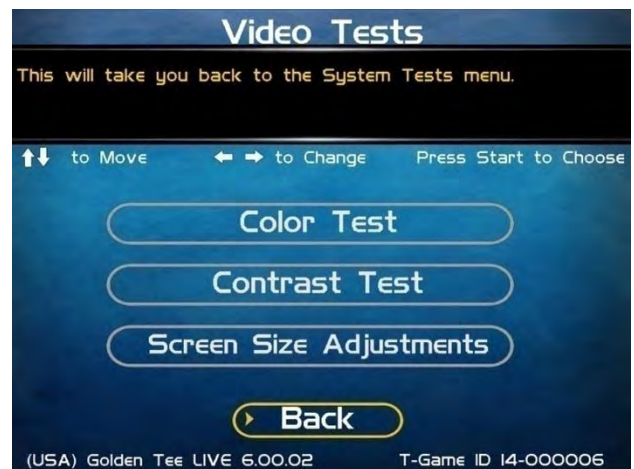 Video Tests
This will take you back to the System Tests menu.
⬆⬇ to Move ⬅ ➡ to Change Press Start to Choose
Color Test
Contrast Test
Screen Size Adjustments
Back
(USA) Golden Tee LIVE 6.00.02 T-Game ID 14-000006